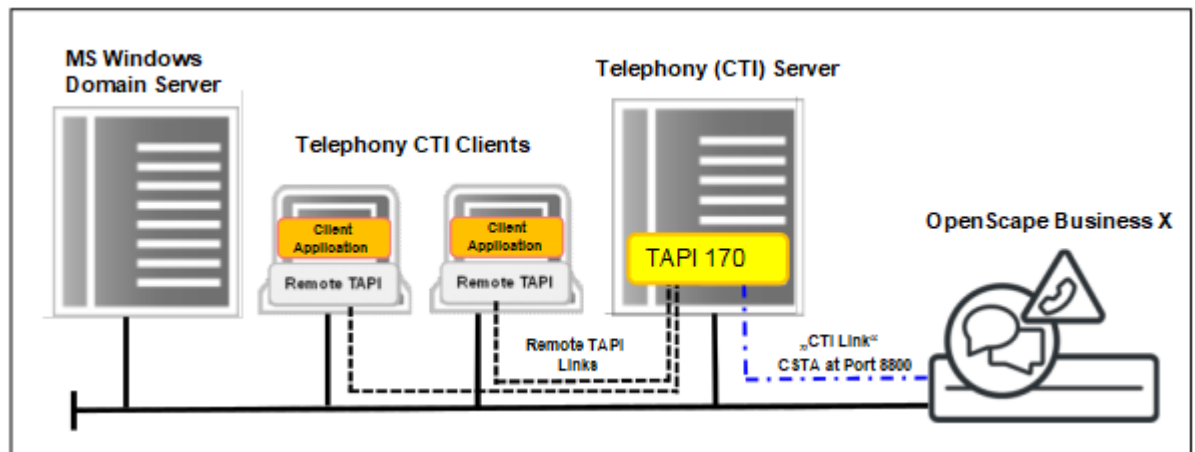 MS Windows
Domain Server
Telephony (CTI) Server
Telephony CTI Clients
OpenScape Business X
Client
Application
Client
Application
TAPI 170
Remote TAPI
Remote TAPI
Remote TAPI
Links
„CTI Link“
CSTA at Port 8800